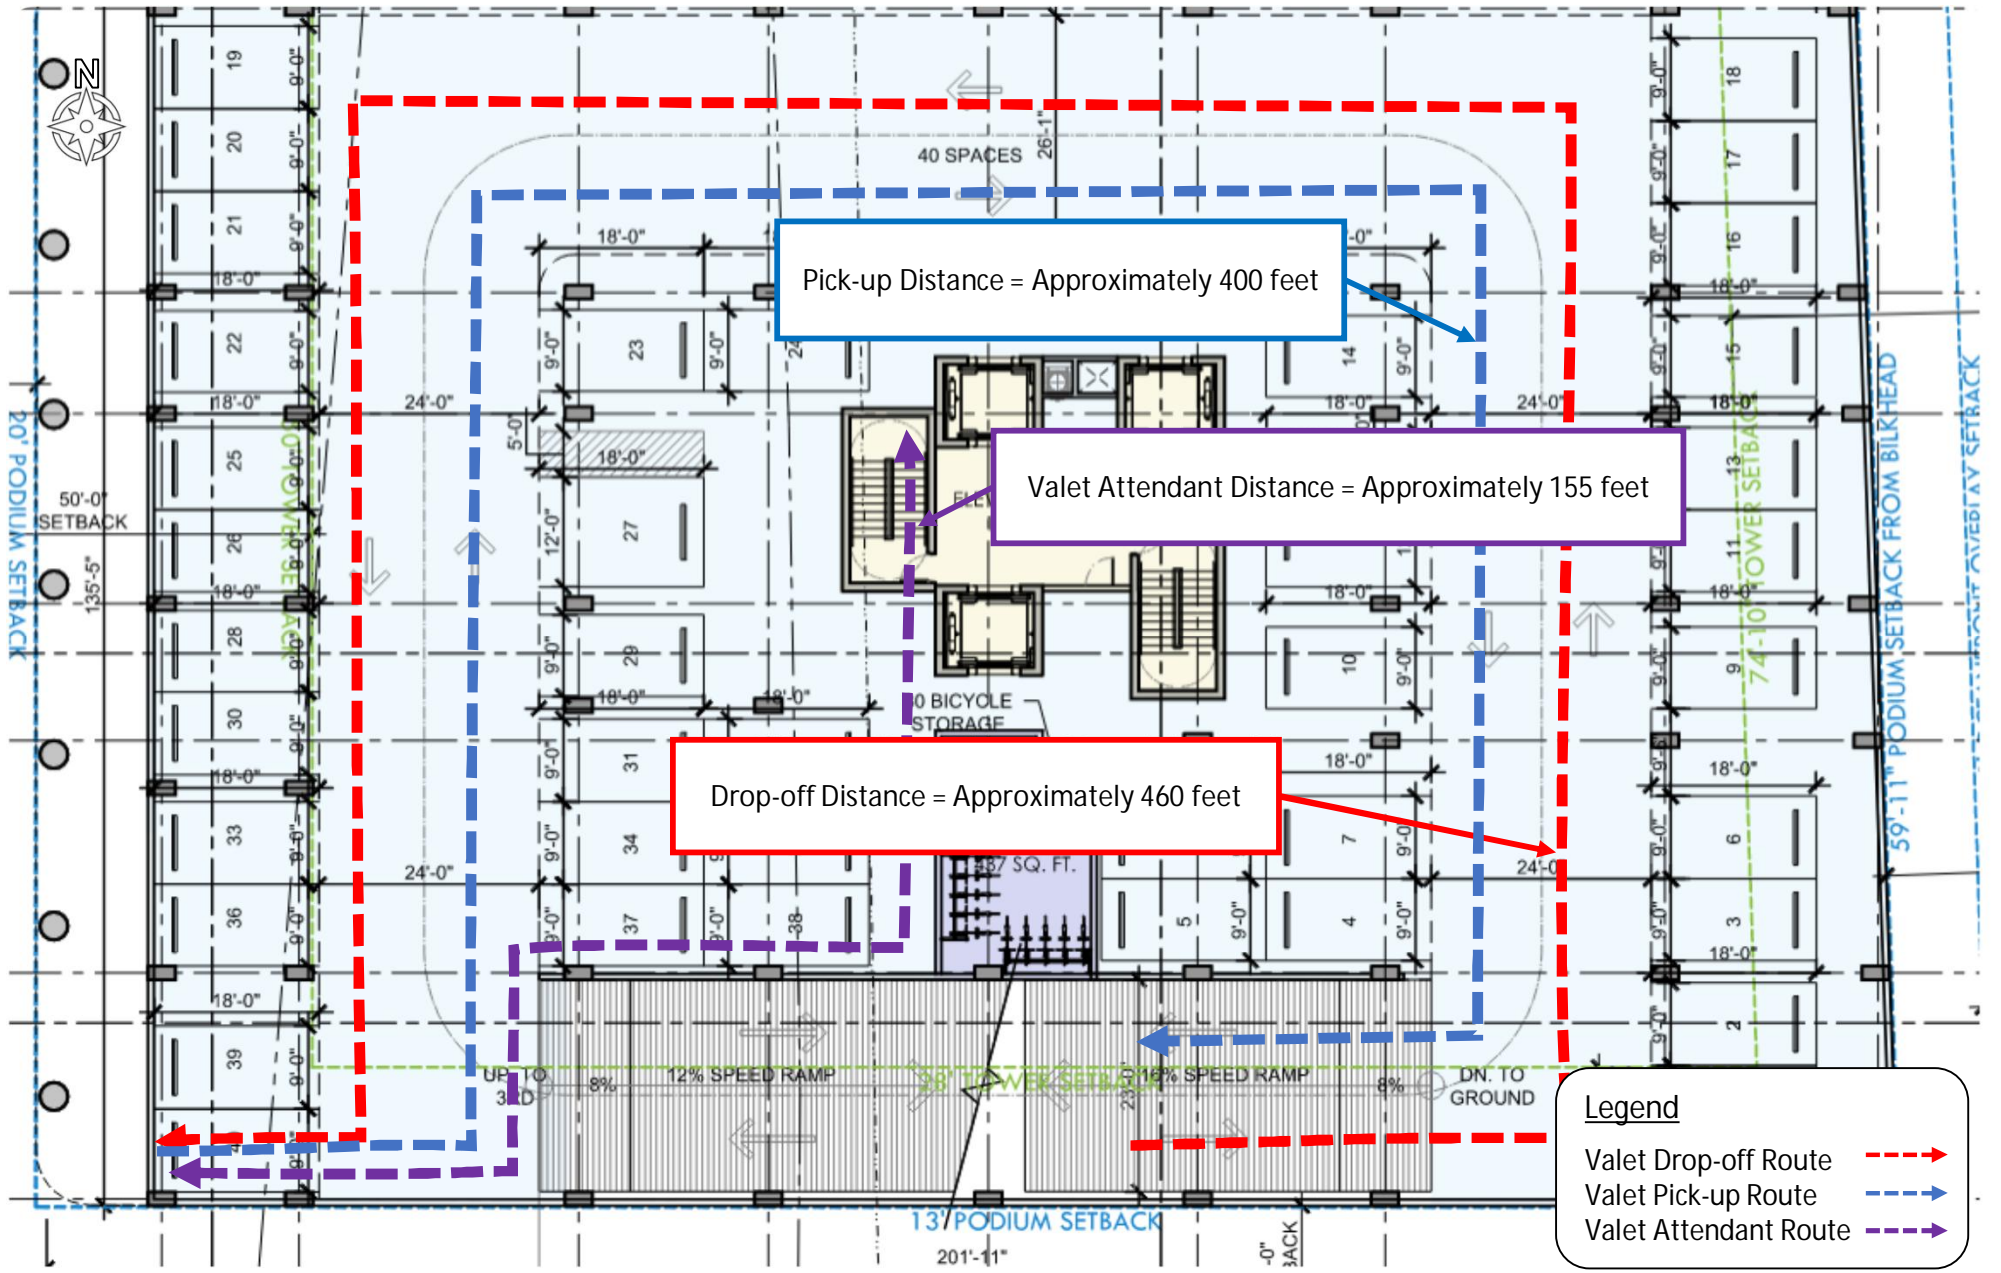 N
19
20
21
22
25
26
28
30
33
36
39
18
17
16
15
13
11
9
6
3
2
40 SPACES
26'-1"
18'-0"
Pick-up Distance = Approximately 400 feet
23
24
14
9'-0"
18'-0"
24'-0"
5'-0"
18'-0"
Valet Attendant Distance = Approximately 155 feet
50'-0"
SETBACK
135'-5"
20' PODIUM SETBACK
12'-0"
27
29
10
18'-0"
BICYCLE
STORAGE
31
34
37
38
Drop-off Distance = Approximately 460 feet
SQ. FT.
7
5
4
24'-0"
74'-10" TOWER SETBACK
59'-11" PODIUM SETBACK FROM BILKHEAD
UP TO
3RD
8%
12% SPEED RAMP
28' TOWER SETBACK
16% SPEED RAMP
8%
DN. TO
GROUND
13' PODIUM SETBACK
201'-11"
Legend
Valet Drop-off Route
Valet Pick-up Route
Valet Attendant Route